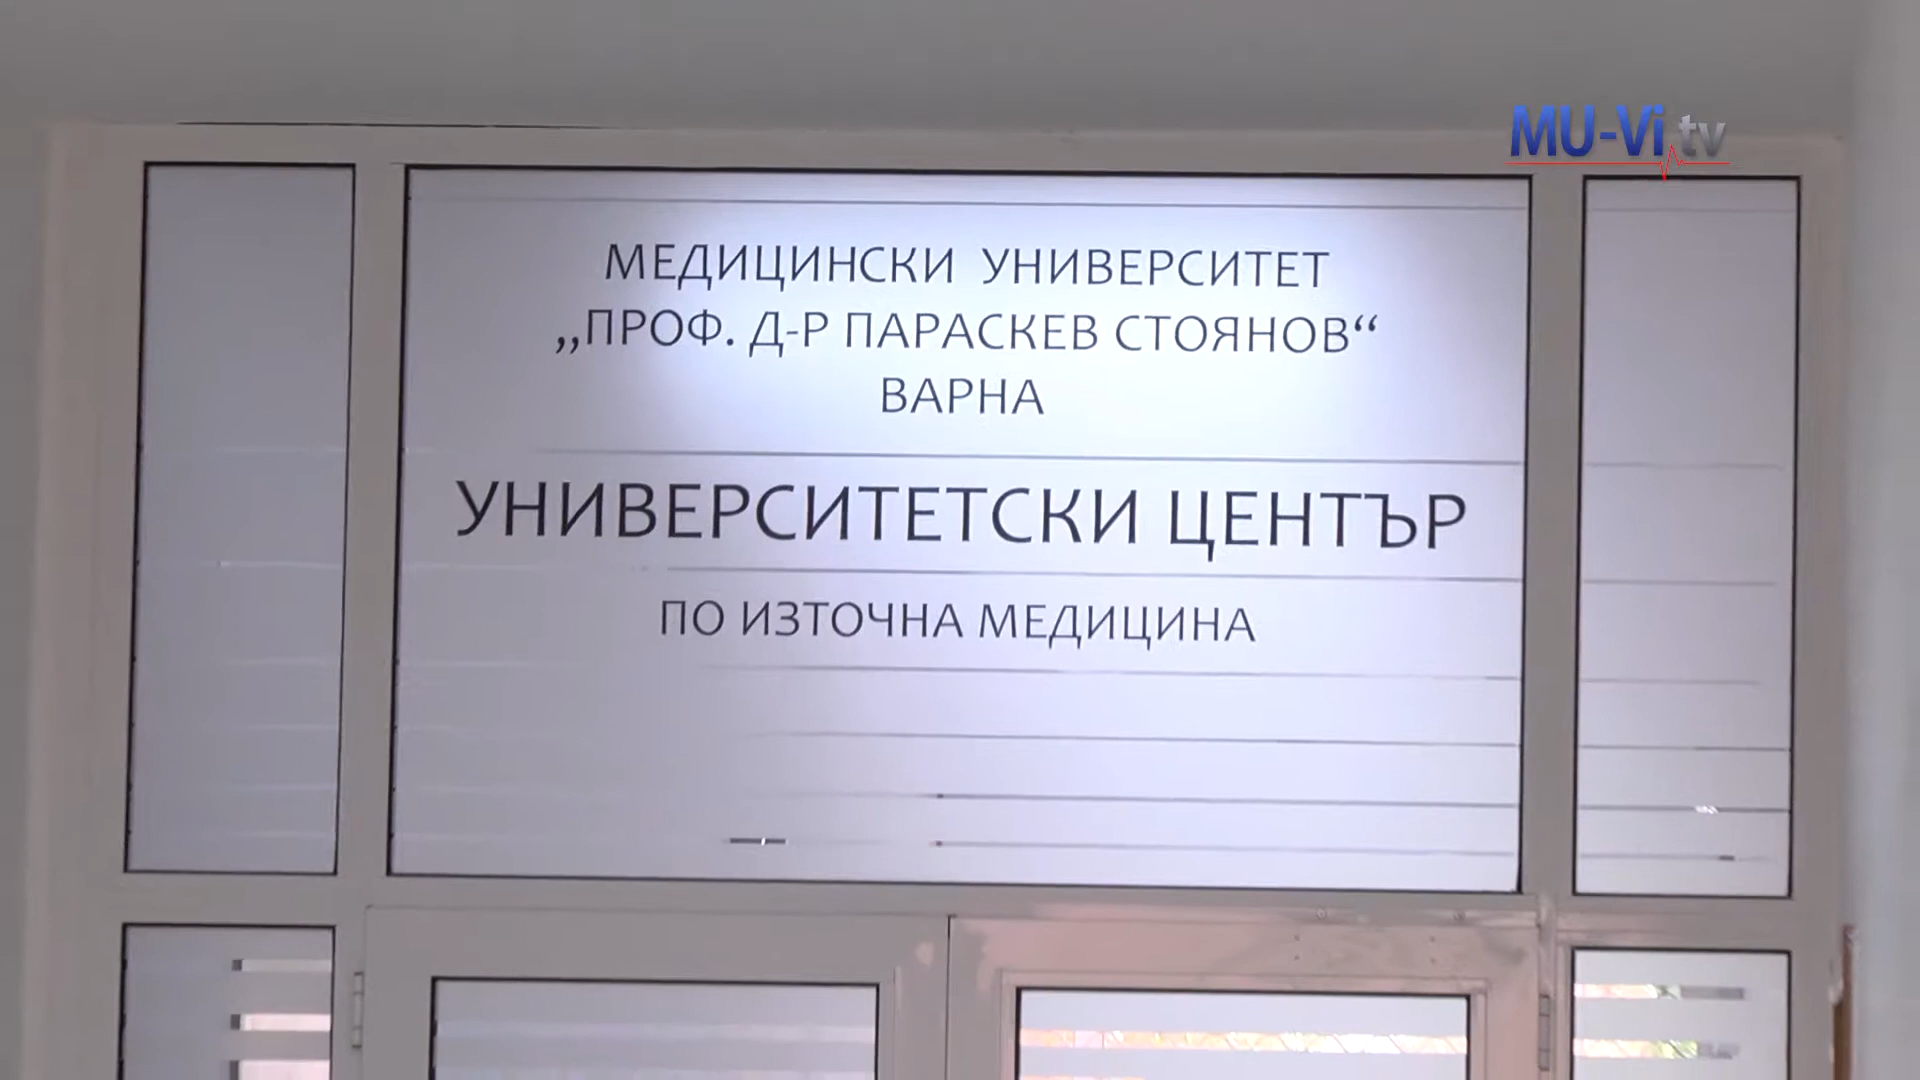 MU-Vi.tv
МЕДИЦИНСКИ УНИВЕРСИТЕТ
„ПРОФ. Д-Р ПАРАСКЕВ СТОЯНОВ“
ВАРНА
УНИВЕРСИТЕТСКИ ЦЕНТЪР
ПО ИЗТОЧНА МЕДИЦИНА